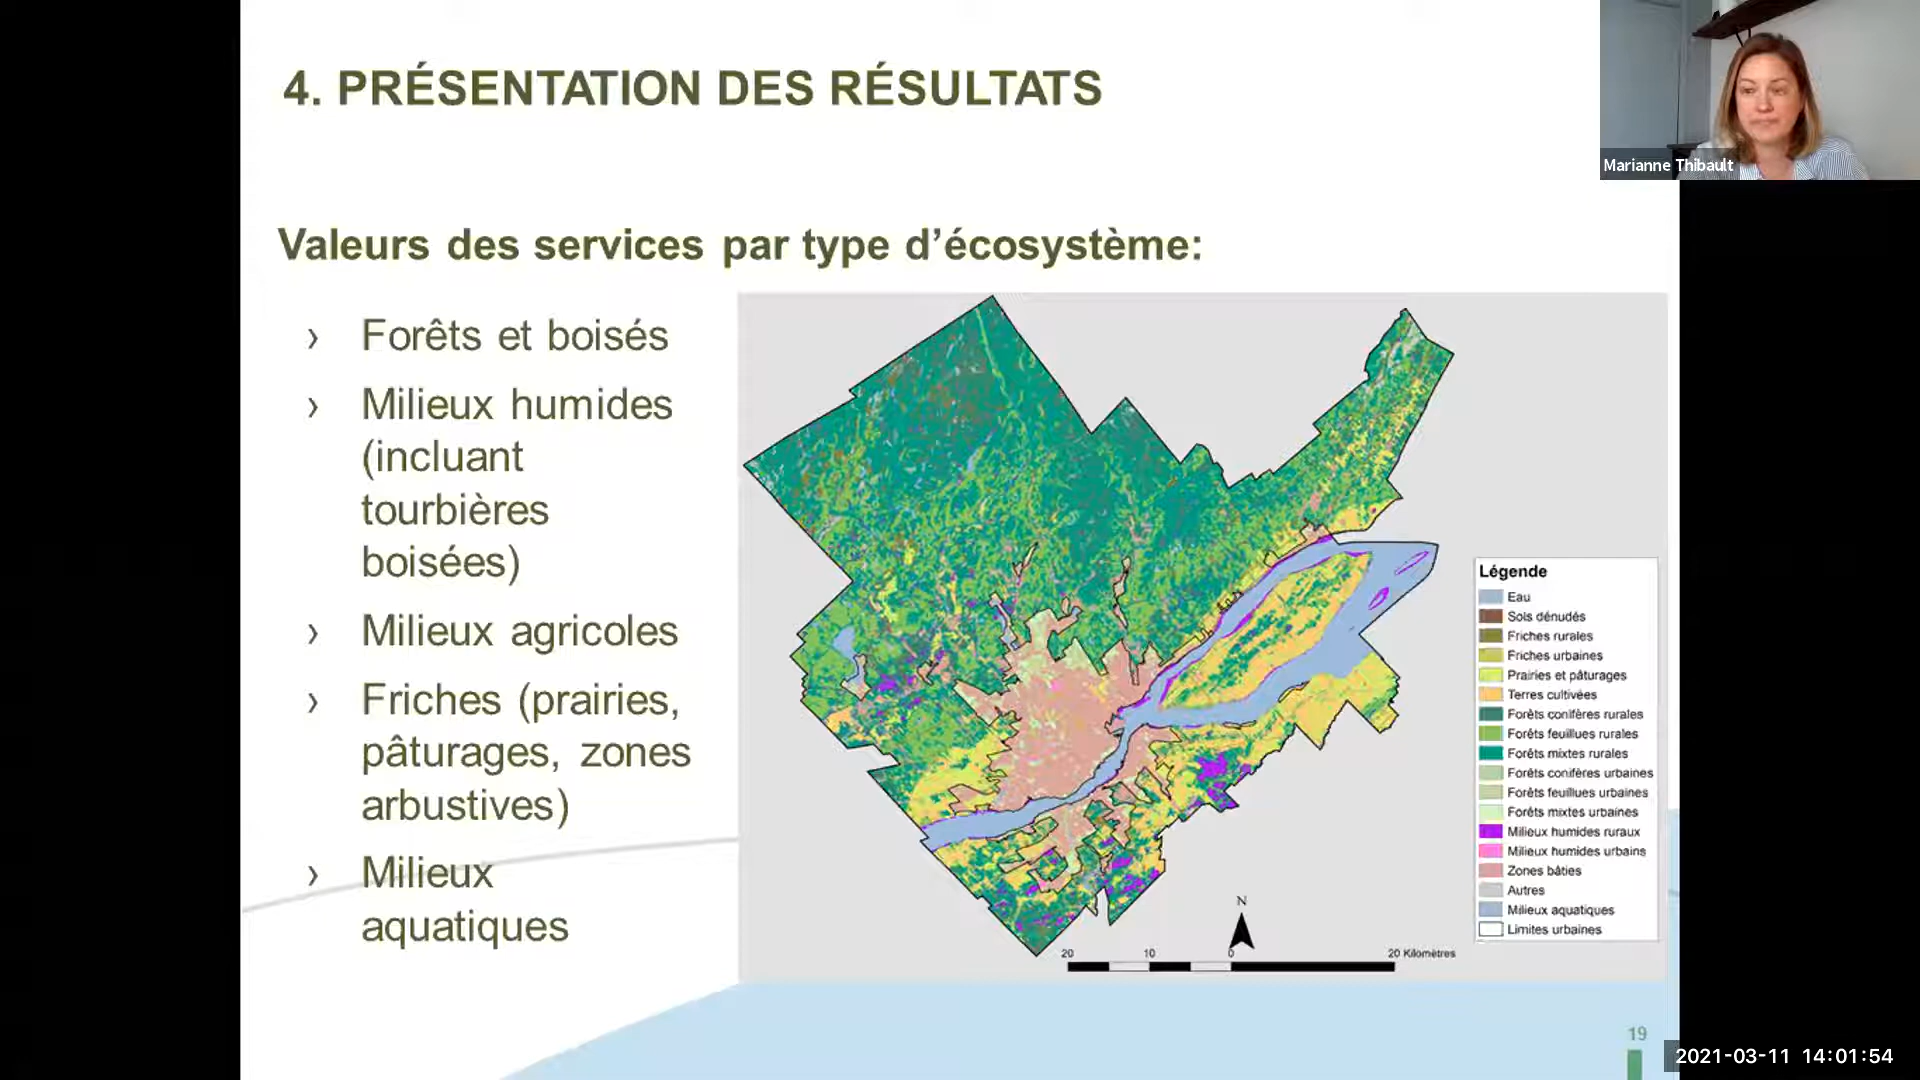 4. PRÉSENTATION DES RÉSULTATS
Marianne Thibault
Valeurs des services par type d’écosystème:
› Forêts et boisés
› Milieux humides
(incluant
tourbières
boisées)
› Milieux agricoles
› Friches (prairies,
pâturages, zones
arbustives)
› Milieux
aquatiques
Légende
Eau
Sols dénudés
Friches rurales
Friches urbaines
Prairies et pâturages
Terres cultivées
Forêts conifères rurales
Forêts feuillues rurales
Forêts mixtes rurales
Forêts conifères urbaines
Forêts feuillues urbaines
Forêts mixtes urbaines
Milieux humides ruraux
Milieux humides urbains
Zones bâties
Autres
Milieux aquatiques
Limites urbaines
N
20 10 0 20 Kilomètres
19
2021-03-11 14:01:54